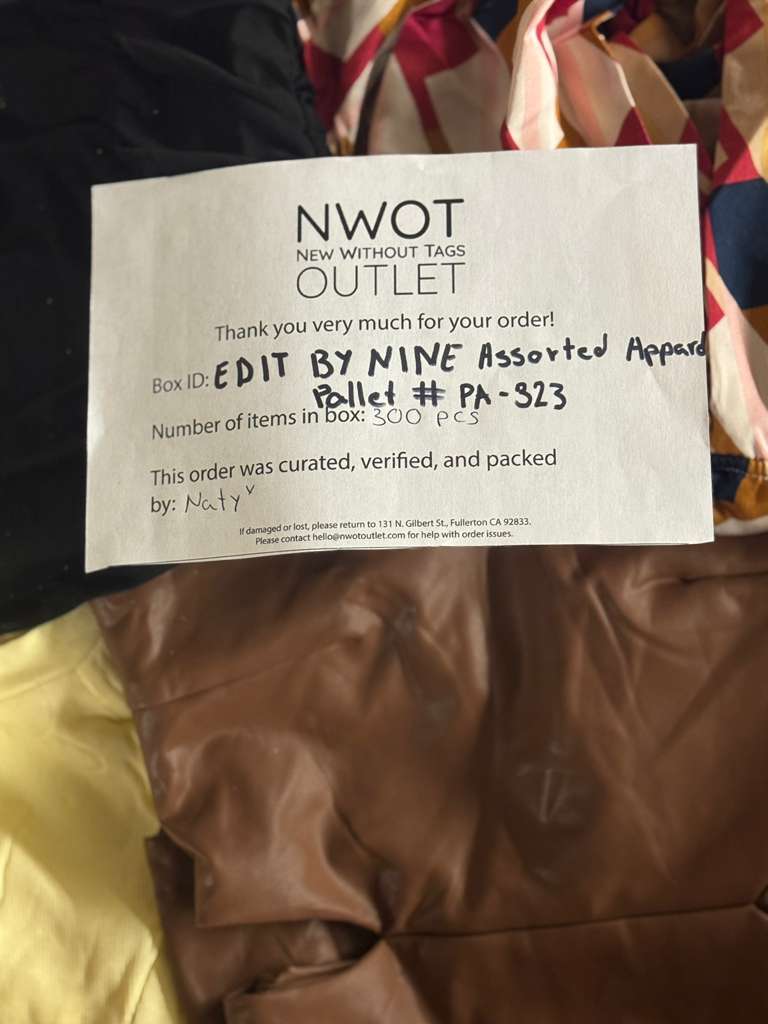 NWOT
NEW WITHOUT TAGS
OUTLET
Thank you very much for your order!
Box ID: EDIT BY NINE Assorted Apparel
Pallet # PA-S23
Number of items in box: 300 pcs
This order was curated, verified, and packed
by: Naty V
If damaged or lost, please return to 131 N. Gilbert St., Fullerton CA 92833.
Please contact hello@nwotoutlet.com for help with order issues.